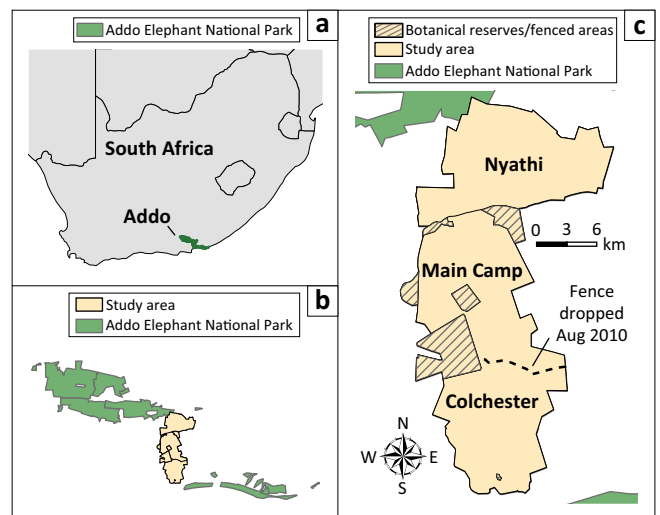 Addo Elephant National Park
a
South Africa
Addo
b
Study area
Addo Elephant National Park
c
Botanical reserves/fenced areas
Study area
Addo Elephant National Park
Nyathi
0 3 6
km
Main Camp
Fence
dropped
Aug 2010
Colchester
N
W E
S